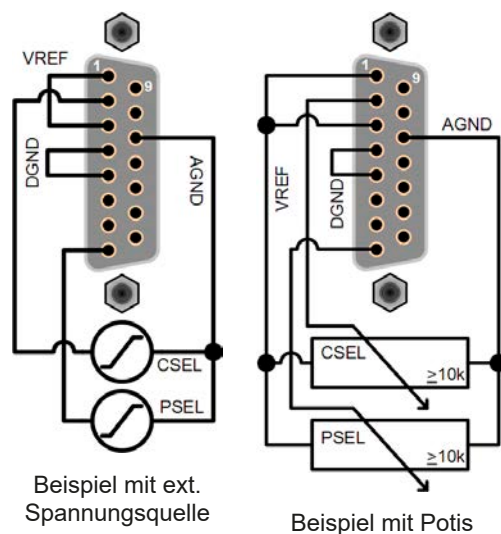 VREF
1
9
DGND
AGND
CSEL
PSEL
Beispiel mit ext.
Spannungsquelle
1
9
AGND
VREF
DGND
CSEL
≥10k
PSEL
≥10k
Beispiel mit Potis